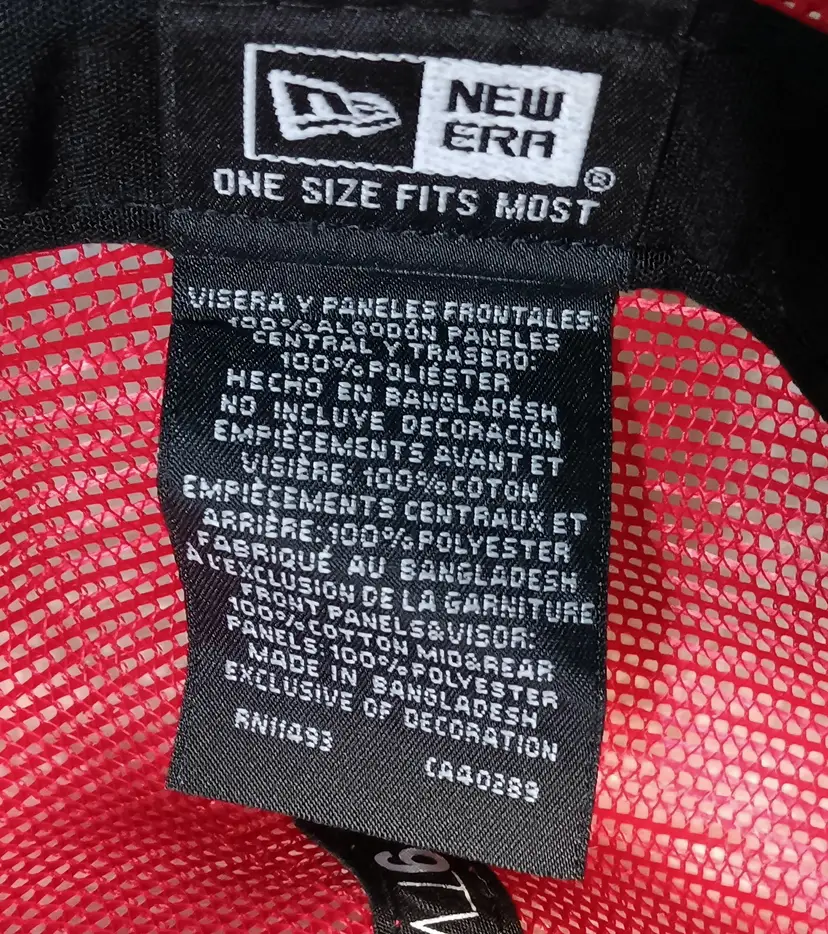 NEW
ERA
®
ONE SIZE FITS MOST
VISERA Y PANELES FRONTALES:
100% ALGODÓN PANELES
CENTRAL Y TRASERO:
100% POLIÉSTER
HECHO EN BANGLADÉSH
NO INCLUYE DECORACIÓN
EMPIÈCEMENTS AVANT ET
VISIÈRE: 100% COTON
EMPIÈCEMENTS CENTRAUX ET
ARRIÈRE: 100% POLYESTER
FABRIQUÉ AU BANGLADESH
À L'EXCLUSION DE LA GARNITURE
FRONT PANELS&VISOR:
100% COTTON MID&REAR
PANELS: 100% POLYESTER
MADE IN BANGLADESH
EXCLUSIVE OF DECORATION
RN11493
CA40289